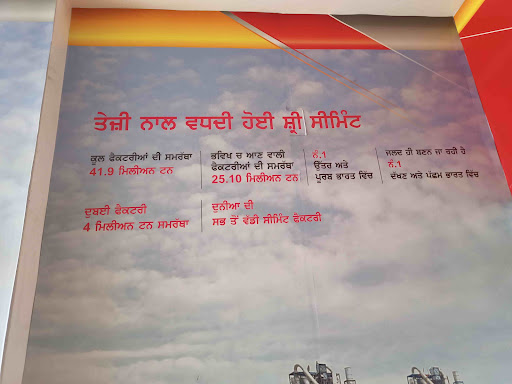 ਤੇਜ਼ੀ ਨਾਲ ਵਧਦੀ ਹੋਈ ਸ਼੍ਰੀ ਸੀਮਿੰਟ
ਕੁਲ ਫੈਕਟਰੀਆਂ ਦੀ ਸਮਰੱਥਾ
41.9 ਮਿਲੀਅਨ ਟਨ
ਭਵਿਖ ਚ ਆਣ ਵਾਲੀ
ਫੈਕਟਰੀਆਂ ਦੀ ਸਮਰੱਥਾ
25.10 ਮਿਲੀਅਨ ਟਨ
ਨੰ.1
ਉੱਤਰ ਅਤੇ
ਪੂਰਬ ਭਾਰਤ ਵਿੱਚ
ਜਲਦ ਹੀ ਬਣਨ ਜਾ ਰਹੀ ਹੈ
ਨੰ.1
ਦੱਖਣ ਅਤੇ ਪੱਛਮ ਭਾਰਤ ਵਿੱਚ
ਦੁਬਈ ਫੈਕਟਰੀ
4 ਮਿਲੀਅਨ ਟਨ ਸਮਰੱਥਾ
ਦੁਨੀਆ ਦੀ
ਸਭ ਤੋਂ ਵੱਡੀ ਸੀਮਿੰਟ ਫੈਕਟਰੀ